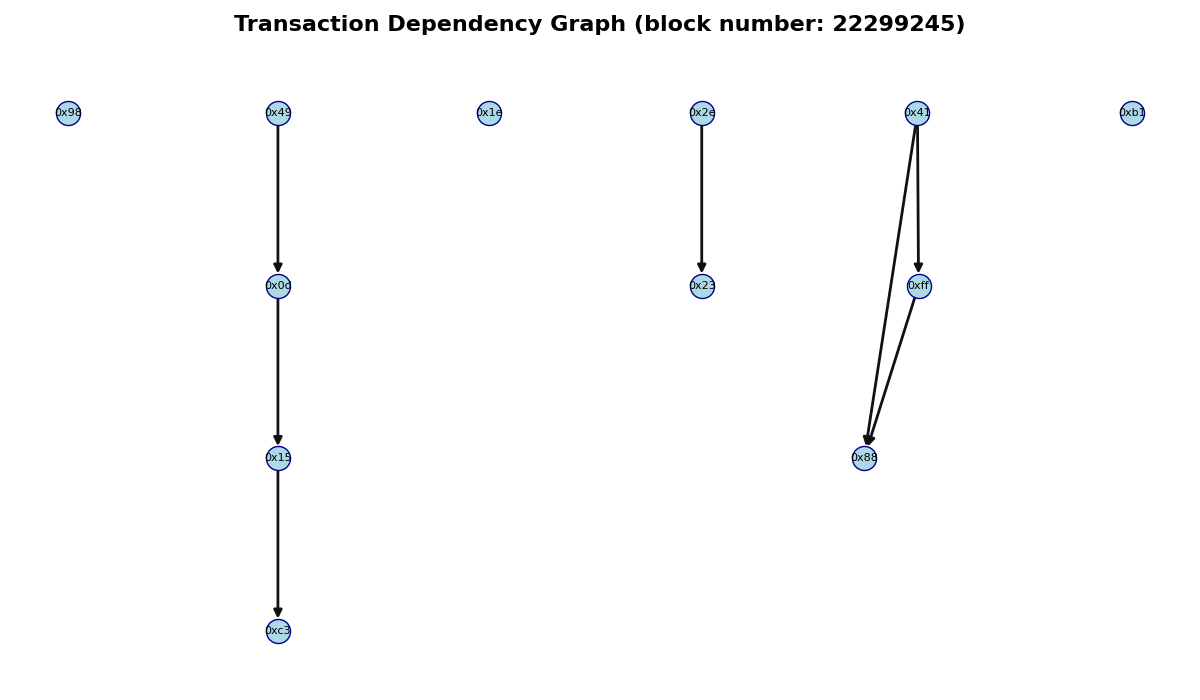 Transaction Dependency Graph (block number: 22299245)
0x98
0x49
0x1e
0x2e
0x41
0xb1
0x0d
0x23
0xff
0x15
0x88
0xc3